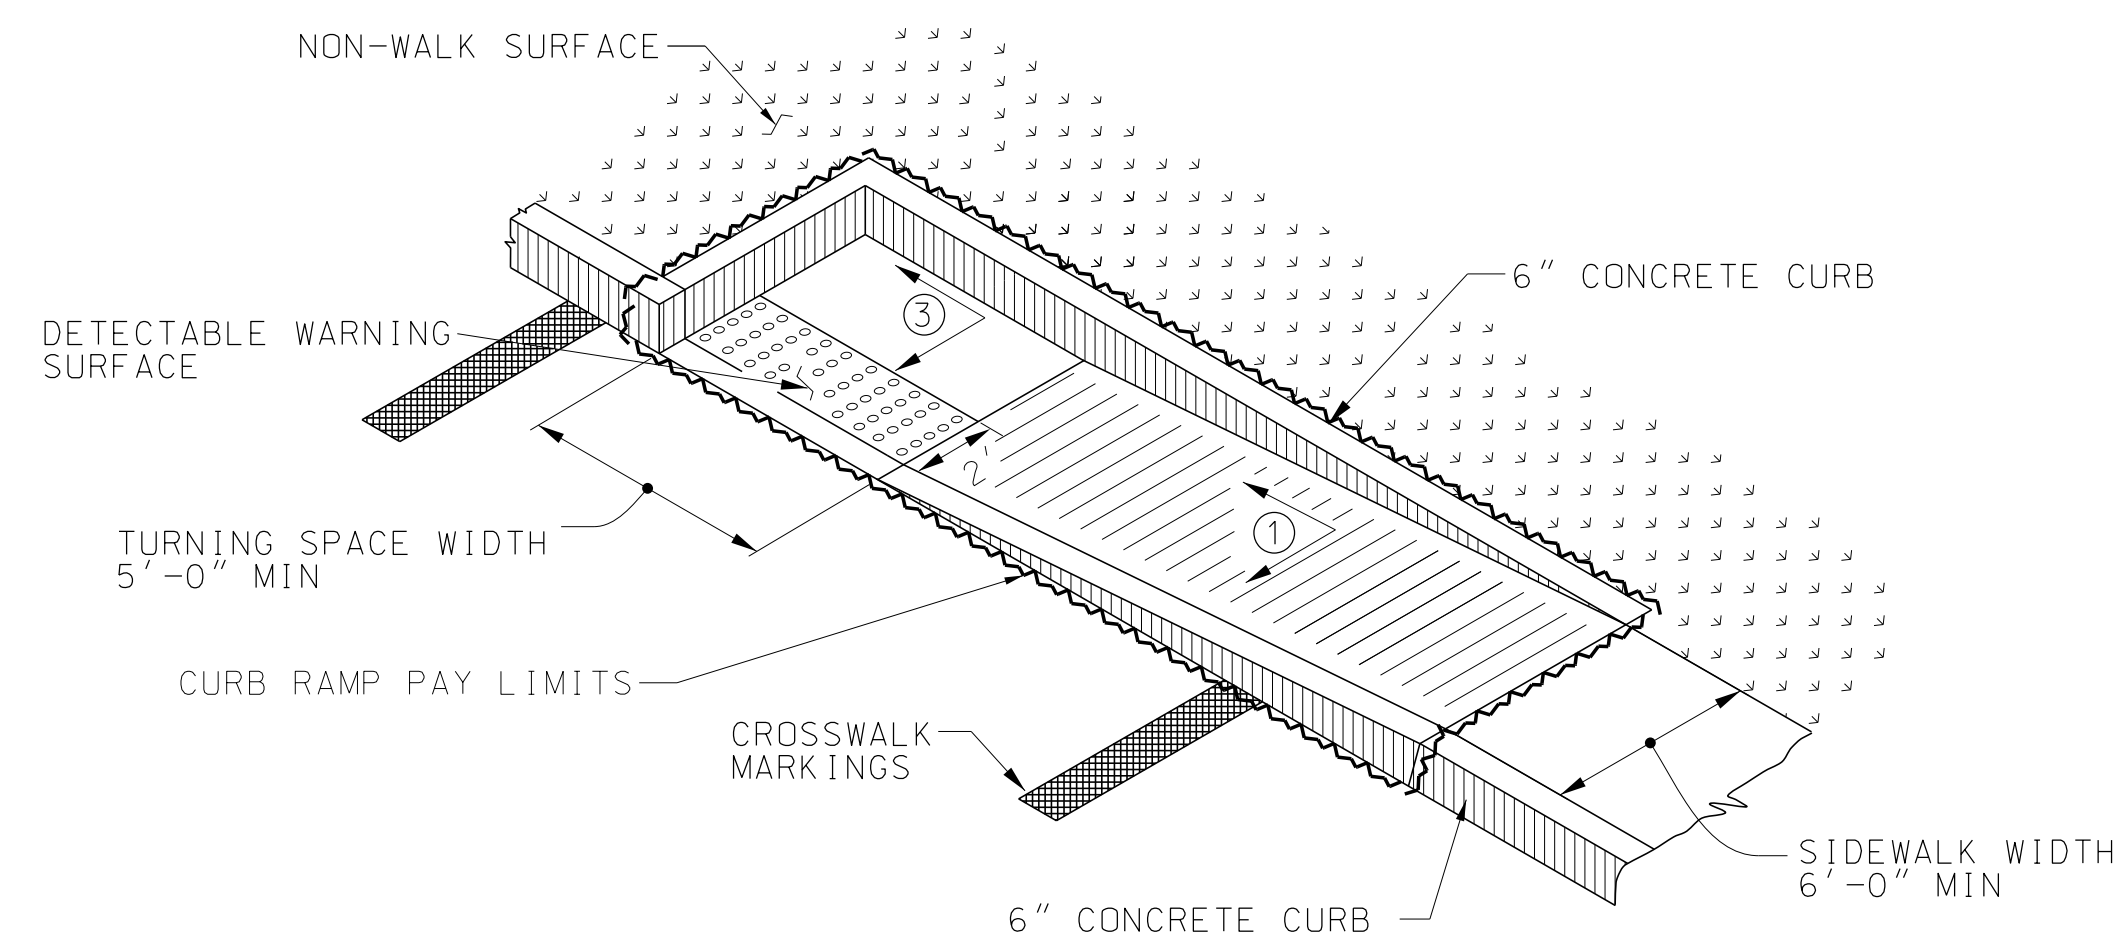 NON-WALK SURFACE
6" CONCRETE CURB
3
DETECTABLE WARNING
SURFACE
2'
1
TURNING SPACE WIDTH
5'-0" MIN
CURB RAMP PAY LIMITS
CROSSWALK
MARKINGS
SIDEWALK WIDTH
6'-0" MIN
6" CONCRETE CURB